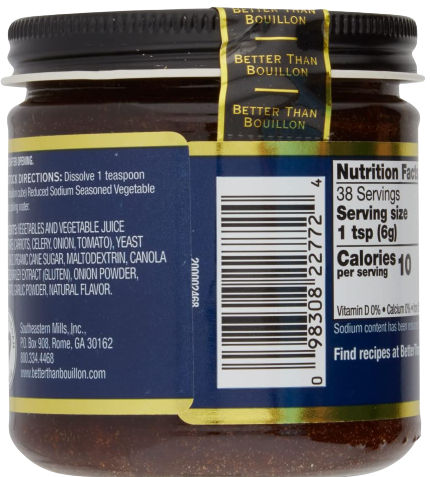 BETTER THAN
BOUILLON
BETTER THAN
BOUILLON
BETTER THAN
BOUILLON
AFTER OPENING.
DIRECTIONS: Dissolve 1 teaspoon
Reduced Sodium Seasoned Vegetable
water.
VEGETABLES AND VEGETABLE JUICE
CARROTS, CELERY, ONION, TOMATO), YEAST
ORGANIC CANE SUGAR, MALTODEXTRIN, CANOLA
EXTRACT (GLUTEN), ONION POWDER,
GARLIC POWDER, NATURAL FLAVOR.
Southeastern Mills, Inc.,
P.O. Box 908, Rome, GA 30162
800.334.4468
www.betterthanbouillon.com
0 98308 22772 4
Nutrition Facts
38 Servings
Serving size
1 tsp (6g)
Calories
per serving 10
Vitamin D 0% • Calcium 0% •
Sodium content has been
Find recipes at